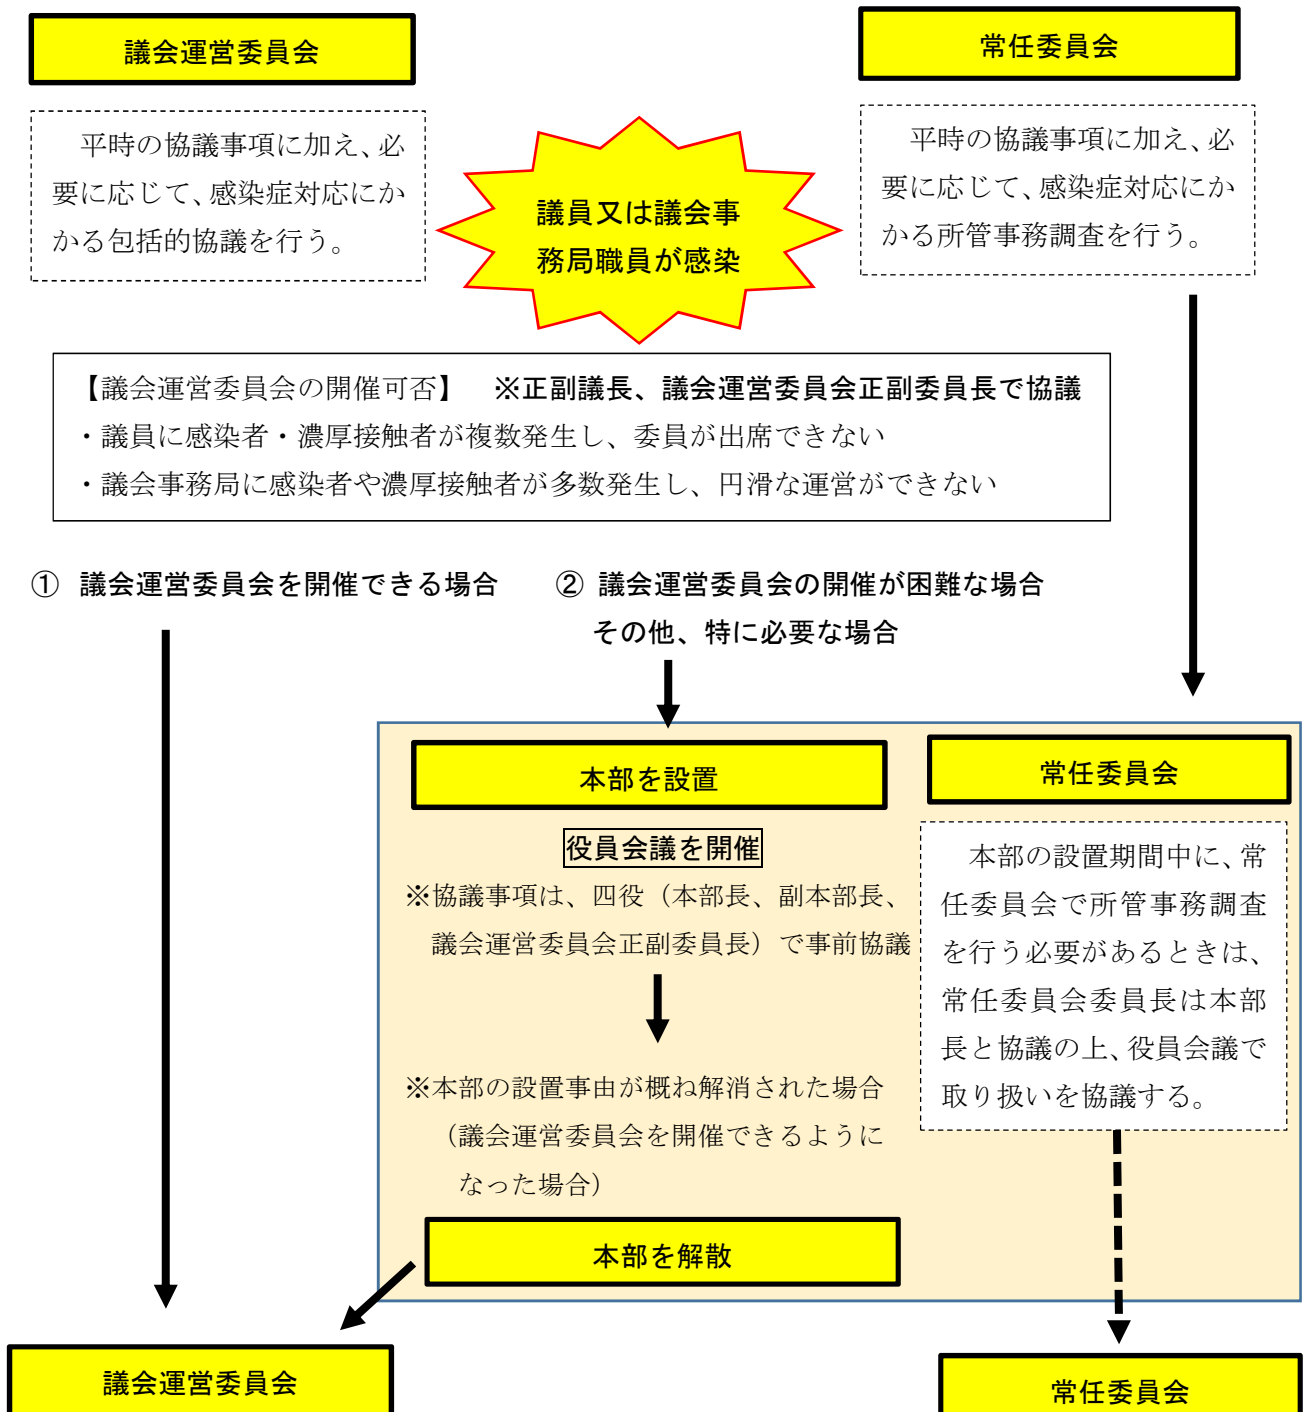 議会運営委員会
常任委員会
平時の協議事項に加え、必
要に応じて、感染症対応にか
かる包括的協議を行う。
議員又は議会事
務局職員が感染
平時の協議事項に加え、必
要に応じて、感染症対応にか
かる所管事務調査を行う。
【議会運営委員会の開催可否】　※正副議長、議会運営委員会正副委員長で協議
・議員に感染者・濃厚接触者が複数発生し、委員が出席できない
・議会事務局に感染者や濃厚接触者が多数発生し、円滑な運営ができない
① 議会運営委員会を開催できる場合
② 議会運営委員会の開催が困難な場合
その他、特に必要な場合
本部を設置
役員会議を開催
※協議事項は、四役（本部長、副本部長、
議会運営委員会正副委員長）で事前協議
※本部の設置事由が概ね解消された場合
（議会運営委員会を開催できるように
なった場合）
本部を解散
常任委員会
本部の設置期間中に、常
任委員会で所管事務調査
を行う必要があるときは、
常任委員会委員長は本部
長と協議の上、役員会議で
取り扱いを協議する。
議会運営委員会
常任委員会